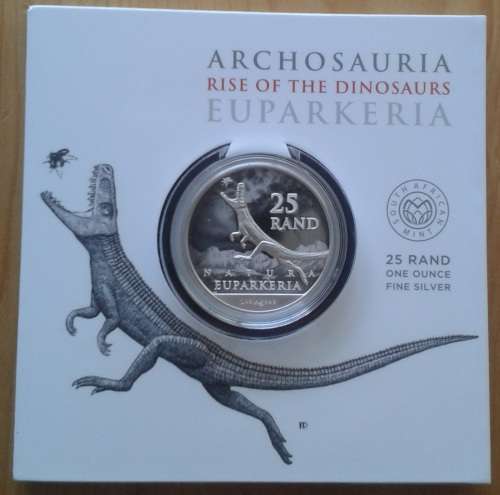 ARCHOSAURIA
RISE OF THE DINOSAURS
EUPARKERIA
25
RAND
NATURA
EUPARKERIA
SOUTH AFRICAN
MINT
25 RAND
ONE OUNCE
FINE SILVER